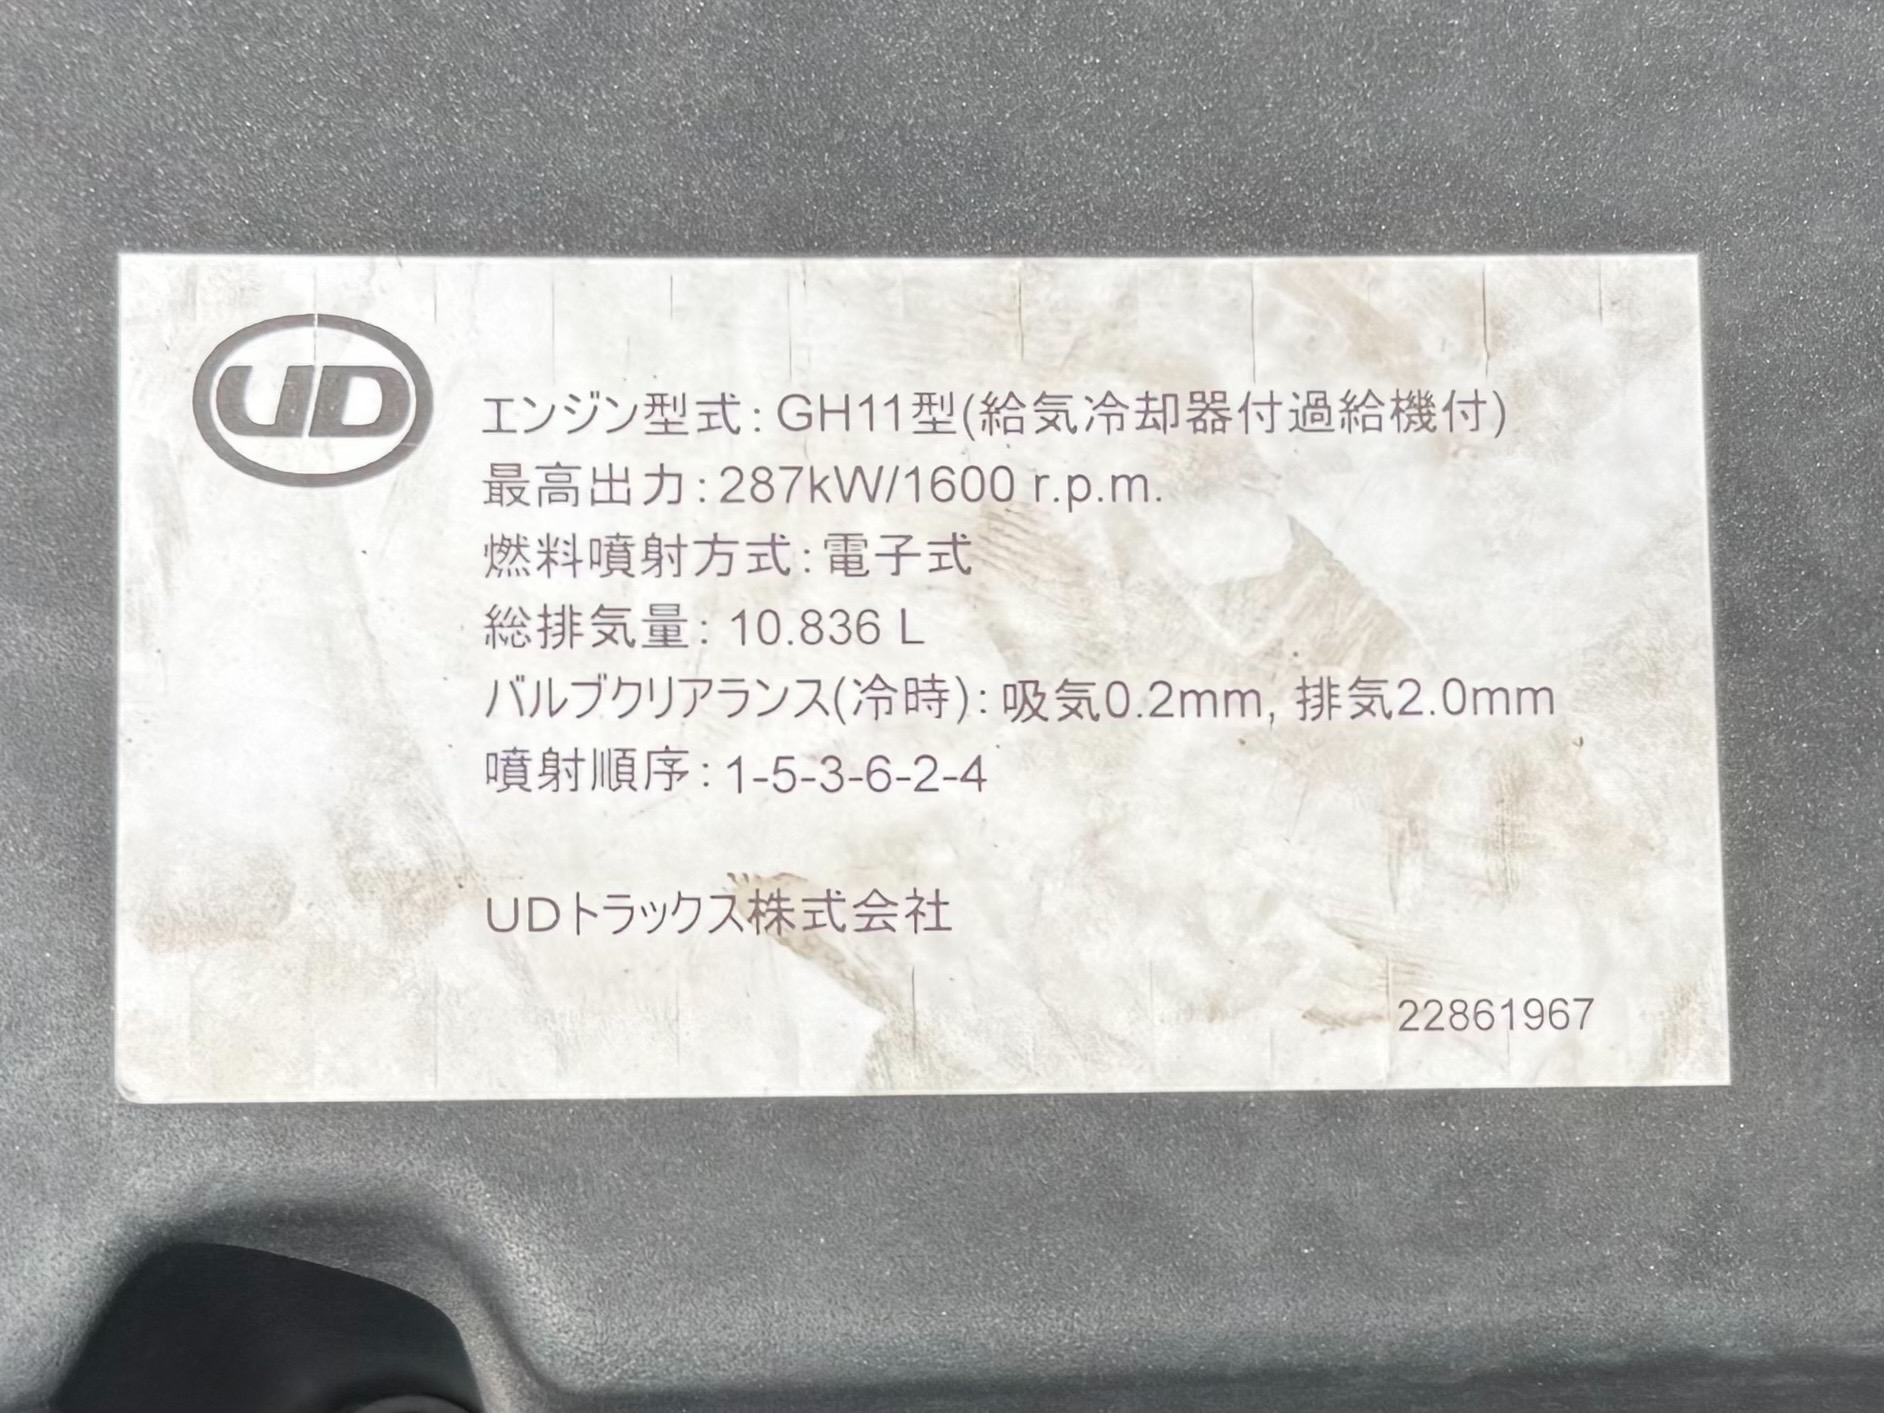 UD
エンジン型式: GH11型(給気冷却器付過給機付)
最高出力: 287kW/1600 r.p.m.
燃料噴射方式: 電子式
総排気量: 10.836 L
バルブクリアランス(冷時): 吸気0.2mm, 排気2.0mm
噴射順序: 1-5-3-6-2-4
UDトラックス株式会社
22861967